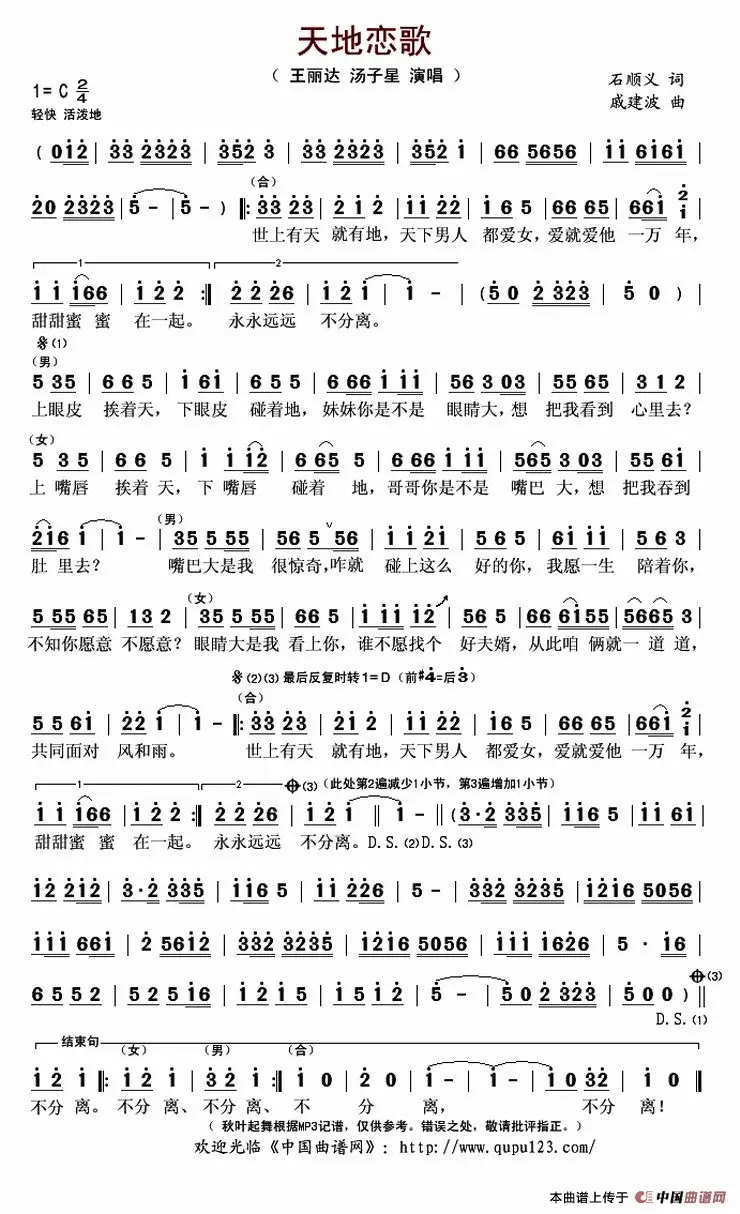 天地恋歌
（ 王丽达 汤子星 演唱 ）
石顺义 词
1= C 2/4
戚建波 曲
轻快 活泼地
( 0 1 2 | 3 3 2 3 2 3 | 3 5 2 3 | 3 3 2 3 2 3 | 3 5 2 1 | 6 6 5 6 5 6 | 1 1 6 1 6 1 |
(合)
2 0 2 3 2 3 | 5 - | 5 - ) ‖: 3 3 2 3 | 2 1 2 | 1 1 2 2 | 1 6 5 | 6 6 6 5 | 6 6 1 2/1 |
世上有天 就有地，天下男人 都爱女，爱就爱他 一万 年，
1 2
1 1 1 6 6 | 1 2 2 :‖ 2 2 2 6 | 1 2 1 | 1 - | ( 5 0 2 3 2 3 | 5 0 ) |
甜甜蜜 蜜 在一起。 永永远远 不分离。
𝄋(1)
(男)
5 3 5 | 6 6 5 | 1 6 1 | 6 5 5 | 6 6 6 1 1 1 | 5 6 3 0 3 | 5 5 6 5 | 3 1 2 |
上眼皮 挨着天，下眼皮 碰着地，妹妹你是不是 眼睛大，想 把我看到 心里去？
(女)
5 3 5 | 6 6 5 | 1 1 1 2 | 6 6 5 5 | 6 6 6 1 1 1 | 5 6 5 3 0 3 | 5 5 6 1 |
上 嘴唇 挨着 天，下 嘴唇 碰着 地，哥哥你是不是 嘴巴 大，想 把我吞到
(男)
2 1 6 1 | 1 - | 3 5 5 5 5 | 5 6 5 ∨ 5 6 | 1 1 2 1 | 5 6 5 | 6 1 1 1 | 5 6 5 |
肚 里去？ 嘴巴大是我 很惊奇，咋就 碰上这么 好的你，我愿一生 陪着你，
(女)
5 5 5 6 5 | 1 3 2 | 3 5 5 5 5 | 6 6 5 | 1 1 1 1 2 | 5 6 5 | 6 6 6 1 5 5 | 5 6 6 5 3 |
不知你愿意 不愿意？眼睛大是我 看上你，谁不愿找个 好夫婿，从此咱 俩就一 道道，
𝄋(2)(3) 最后反复时转1=D（前#4=后3）
(合)
5 5 6 1 | 2 2 1 | 1 - ‖: 3 3 2 3 | 2 1 2 | 1 1 2 2 | 1 6 5 | 6 6 6 5 | 6 6 1 2/1 |
共同面对 风和雨。 世上有天 就有地，天下男人 都爱女，爱就爱他 一万 年，
1 2 𝄌(3)（此处第2遍减少1小节，第3遍增加1小节）
1 1 1 6 6 | 1 2 2 :‖ 2 2 2 6 | 1 2 1 ‖ 1 - ‖ ( 3 · 2 3 3 5 | 1 1 6 5 | 1 1 6 1 |
甜甜蜜 蜜 在一起。永永远远 不分离。D.S.(2)D.S.(3)
1 2 2 1 2 | 3 · 2 3 3 5 | 1 1 6 5 | 1 1 2 2 6 | 5 - | 3 3 2 3 2 3 5 | 1 2 1 6 5 0 5 6 |
1 1 1 6 6 1 | 2 5 6 1 2 | 3 3 2 3 2 3 5 | 1 2 1 6 5 0 5 6 | 1 1 1 1 6 2 6 | 5 · 1 6 |
𝄌(3)
6 5 5 2 | 5 2 5 1 6 | 1 2 1 5 | 1 5 1 2 | 5 - | 5 0 2 3 2 3 | 5 0 0 ) ‖
D.S.(1)
结束句 (女) (男) (合)
1 2 1 ‖: 1 2 1 | 3 2 1 :‖ 1 0 | 2 0 | 1 - | 1 - | 1 0 3 2 | 1 0 ‖
不分 离。不分 离、不分 离、不 分 离， 不分 离！
（ 秋叶起舞根据MP3记谱，仅供参考。错误之处，敬请批评指正。）
欢迎光临《中国曲谱网》：http://www.qupu123.com/
本曲谱上传于 中国曲谱网